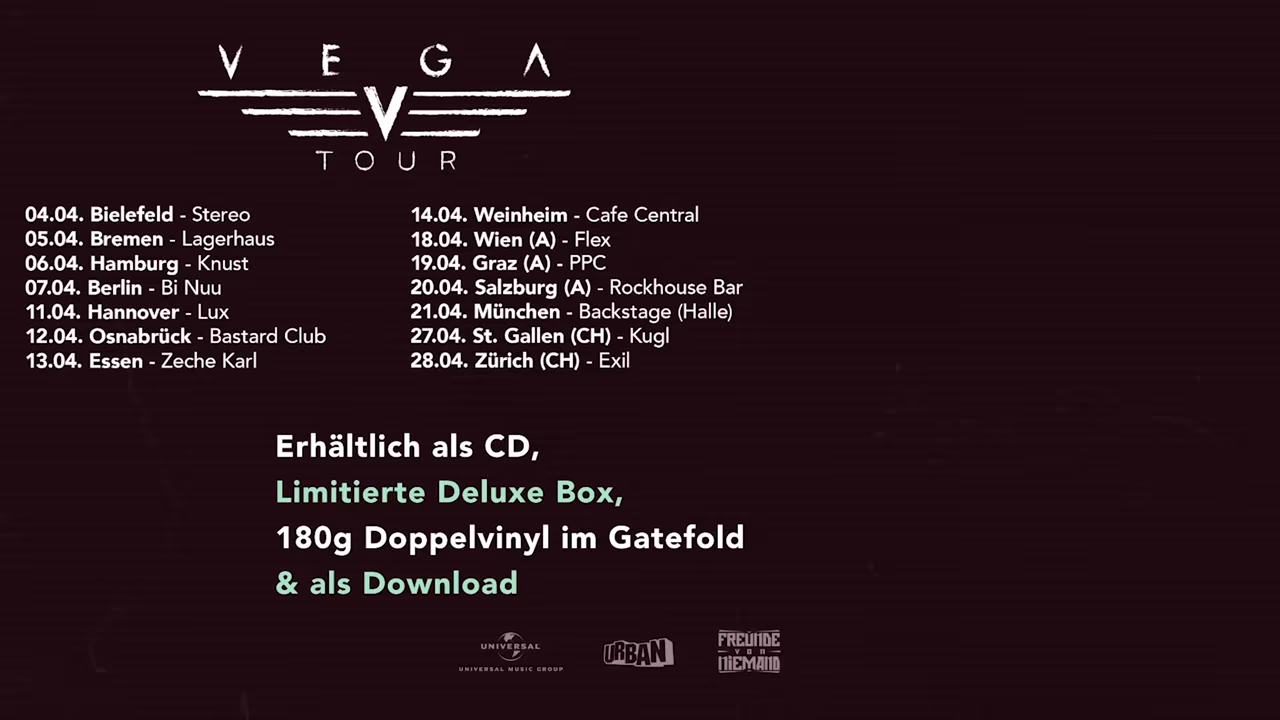 VEGA
V
TOUR
04.04. Bielefeld - Stereo
05.04. Bremen - Lagerhaus
06.04. Hamburg - Knust
07.04. Berlin - Bi Nuu
11.04. Hannover - Lux
12.04. Osnabrück - Bastard Club
13.04. Essen - Zeche Karl
14.04. Weinheim - Cafe Central
18.04. Wien (A) - Flex
19.04. Graz (A) - PPC
20.04. Salzburg (A) - Rockhouse Bar
21.04. München - Backstage (Halle)
27.04. St. Gallen (CH) - Kugl
28.04. Zürich (CH) - Exil
Erhältlich als CD,
Limitierte Deluxe Box,
180g Doppelvinyl im Gatefold
& als Download
UNIVERSAL
UNIVERSAL MUSIC GROUP
URBAN
FREUNDE
VON
NIEMAND